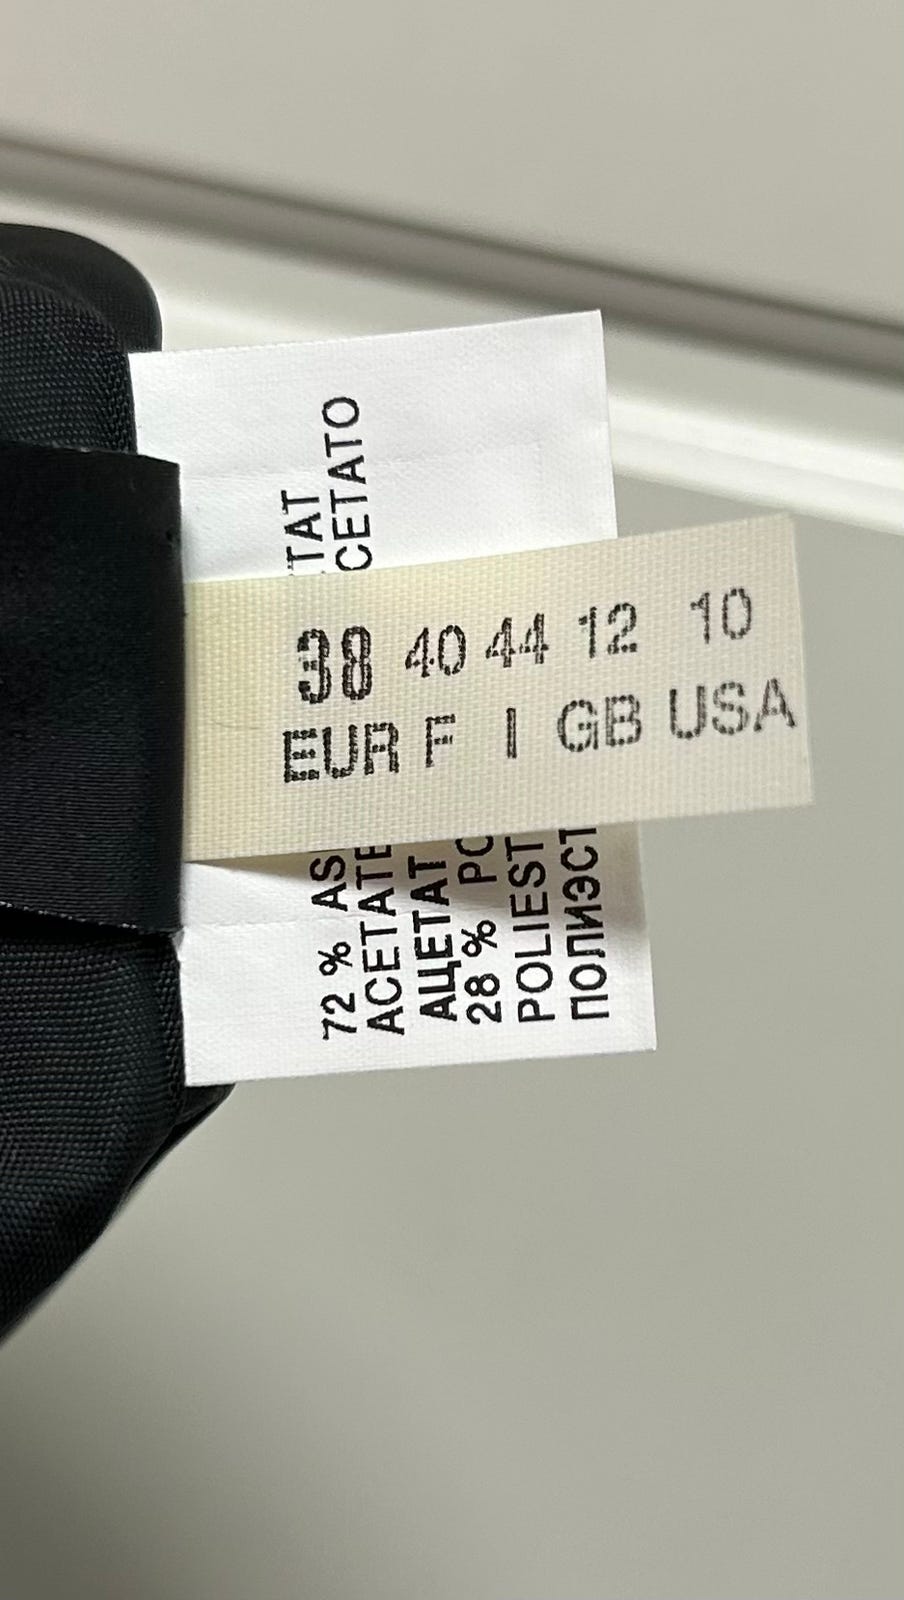 38 40 44 12 10
EUR F I GB USA
TAT
CETATO
72 % AS
ACETATE
АЦЕТАТ
28 % PO
POLIEST
ПОЛИЭСТ